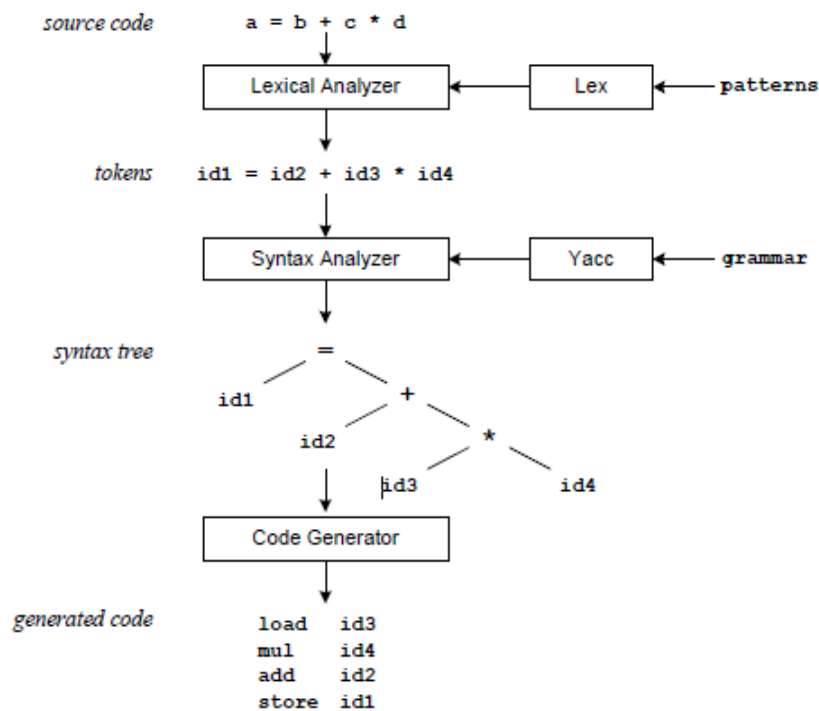 source code a = b + c * d
Lexical Analyzer Lex patterns
tokens id1 = id2 + id3 * id4
Syntax Analyzer Yacc grammar
syntax tree =
id1 +
id2 *
id3 id4
Code Generator
generated code load id3
mul id4
add id2
store id1